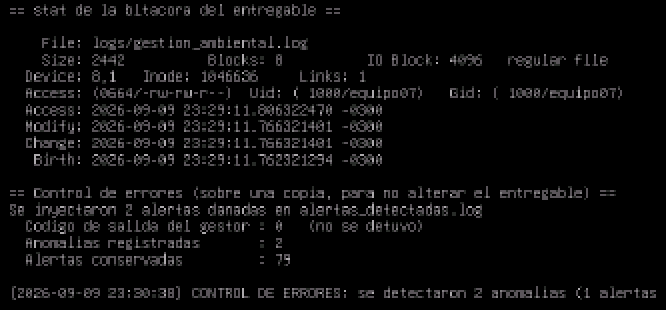 == stat de la bitacora del entregable ==
File: logs/gestion_ambiental.log
Size: 2442 Blocks: 8 IO Block: 4096 regular file
Device: 8,1 Inode: 1046636 Links: 1
Access: (0664/-rw-rw-r--) Uid: ( 1000/equipo07) Gid: ( 1000/equipo07)
Access: 2026-09-09 23:29:11.806322470 -0300
Modify: 2026-09-09 23:29:11.766321401 -0300
Change: 2026-09-09 23:29:11.766321401 -0300
Birth: 2026-09-09 23:29:11.762321294 -0300
== Control de errores (sobre una copia, para no alterar el entregable) ==
Se inyectaron 2 alertas danadas en alertas_detectadas.log
Codigo de salida del gestor : 0 (no se detuvo)
Anomalias registradas : 2
Alertas conservadas : 79
[2026-09-09 23:30:38] CONTROL DE ERRORES: se detectaron 2 anomalias (1 alertas